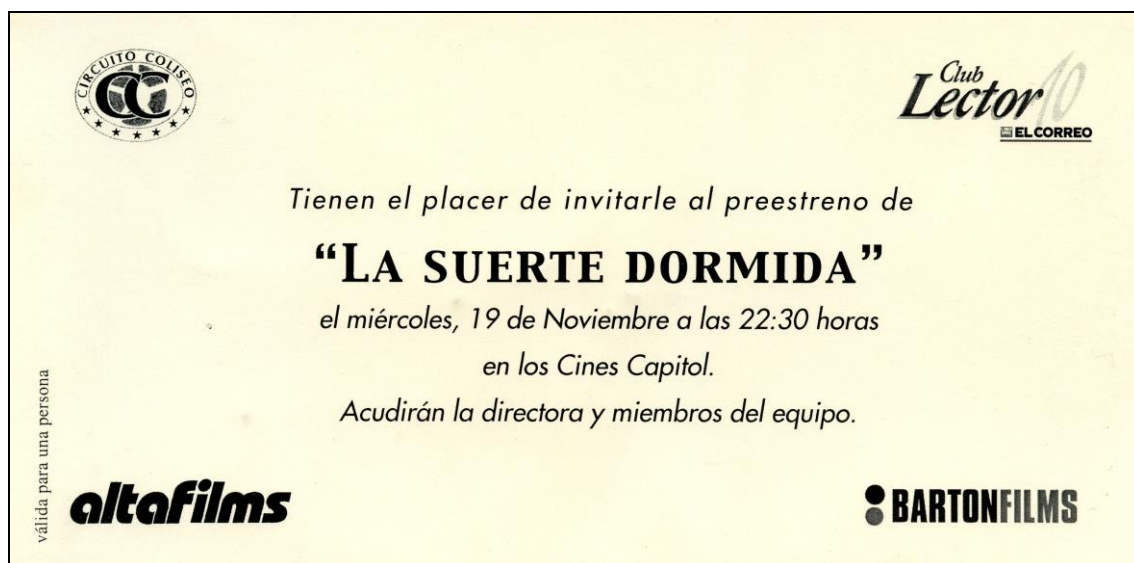 CIRCUITO COLISEO
CC
Club
Lector 10
EL CORREO
Tienen el placer de invitarle al preestreno de
“LA SUERTE DORMIDA”
el miércoles, 19 de Noviembre a las 22:30 horas
en los Cines Capitol.
Acudirán la directora y miembros del equipo.
válida para una persona
altafilms
BARTONFILMS